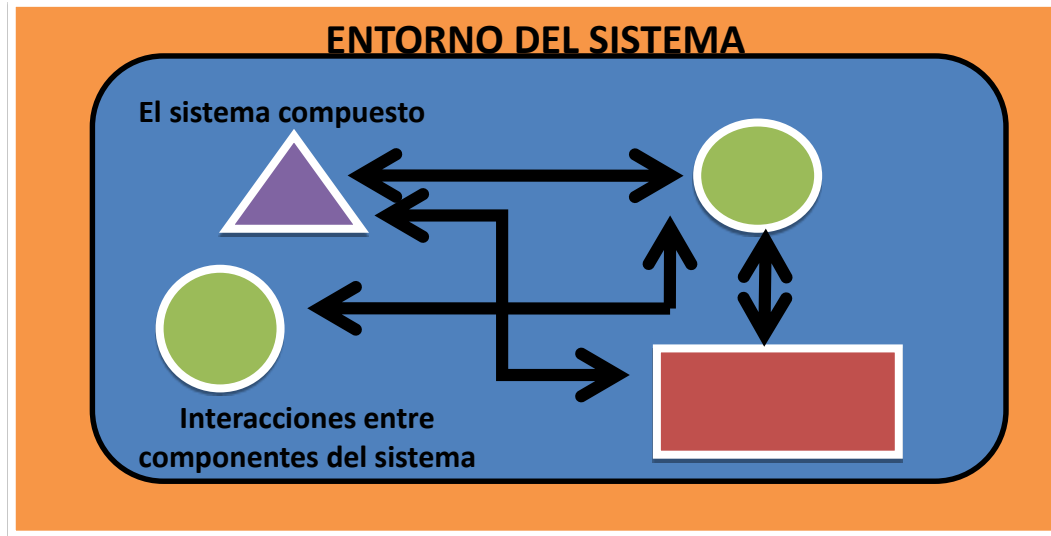 ENTORNO DEL SISTEMA
El sistema compuesto
Interacciones entre
componentes del sistema